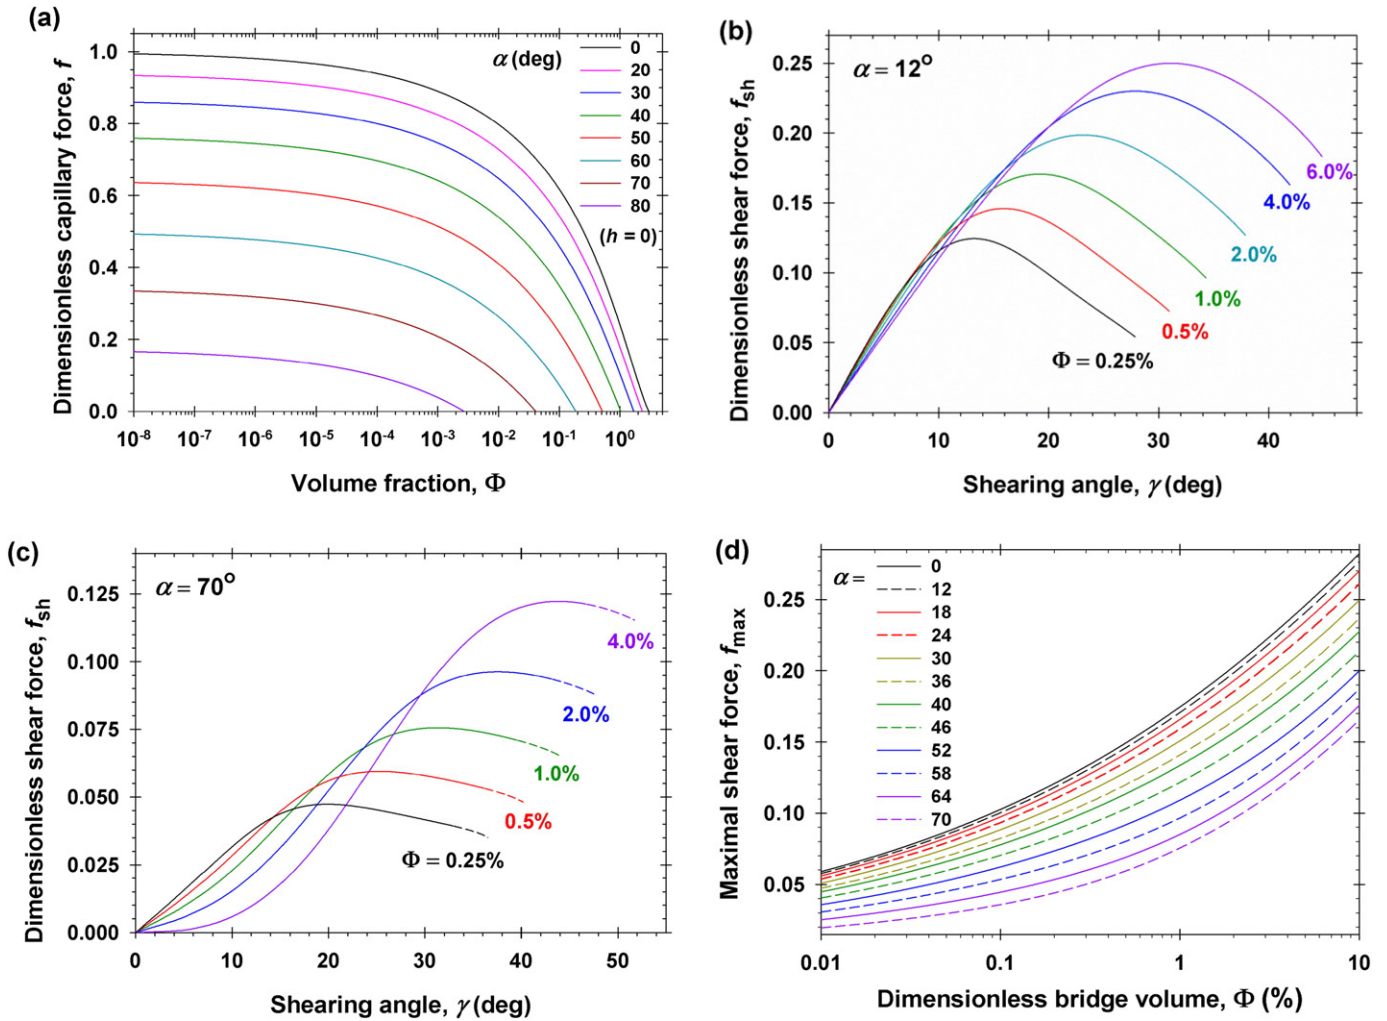 (a)
Dimensionless capillary force, f
1.0
0.8
0.6
0.4
0.2
0.0
α (deg)
0
20
30
40
50
60
70
80
(h = 0)
10⁻⁸ 10⁻⁷ 10⁻⁶ 10⁻⁵ 10⁻⁴ 10⁻³ 10⁻² 10⁻¹ 10⁰
Volume fraction, Φ
(b)
Dimensionless shear force, fsh
0.25
0.20
0.15
0.10
0.05
0.00
α = 12°
6.0%
4.0%
2.0%
1.0%
0.5%
Φ = 0.25%
0 10 20 30 40
Shearing angle, γ (deg)
(c)
Dimensionless shear force, fsh
0.125
0.100
0.075
0.050
0.025
0.000
α = 70°
4.0%
2.0%
1.0%
0.5%
Φ = 0.25%
0 10 20 30 40 50
Shearing angle, γ (deg)
(d)
Maximal shear force, fmax
0.25
0.20
0.15
0.10
0.05
α =
0
12
18
24
30
36
40
46
52
58
64
70
0.01 0.1 1 10
Dimensionless bridge volume, Φ (%)